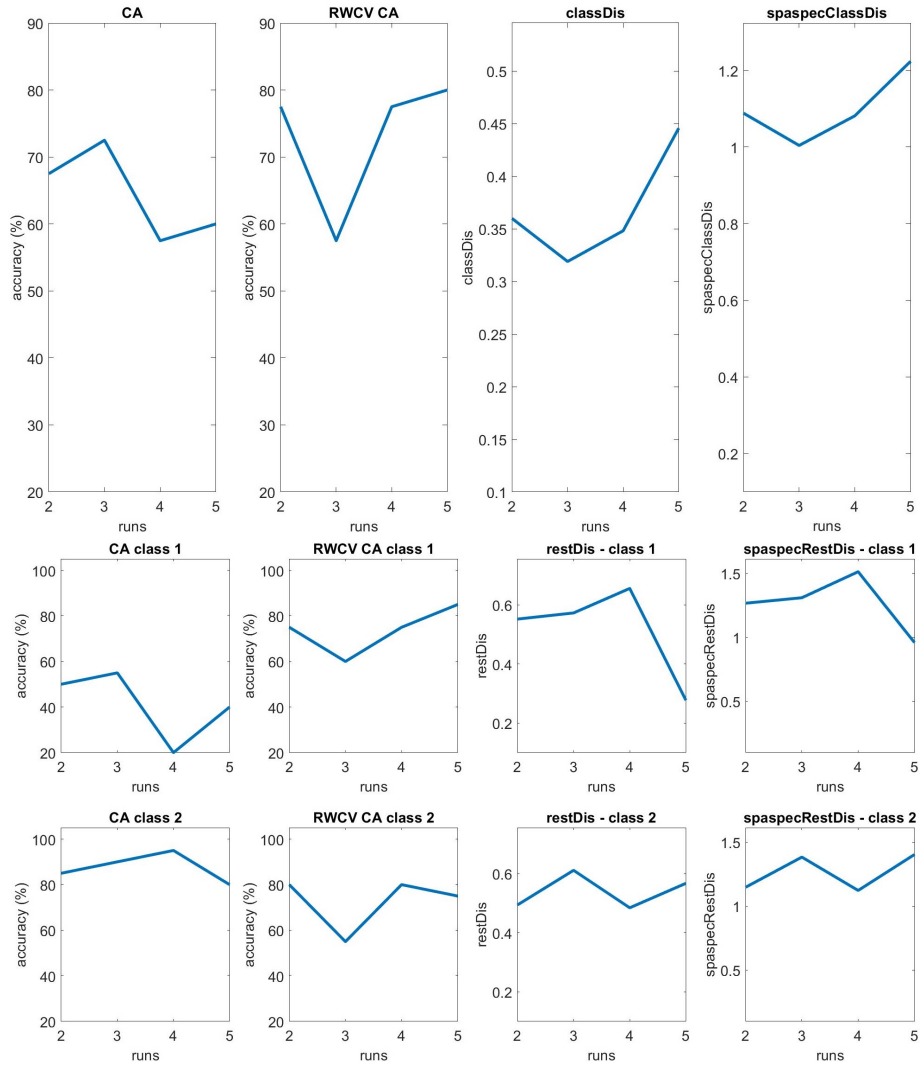 CA
90
80
70
60
50
40
30
20
accuracy (%)
2 3 4 5
runs
RWCV CA
90
80
70
60
50
40
30
20
accuracy (%)
2 3 4 5
runs
classDis
0.5
0.45
0.4
0.35
0.3
0.25
0.2
0.15
0.1
classDis
2 3 4 5
runs
spaspecClassDis
1.2
1
0.8
0.6
0.4
0.2
spaspecClassDis
2 3 4 5
runs
CA class 1
100
80
60
40
20
accuracy (%)
2 3 4 5
runs
RWCV CA class 1
100
80
60
40
20
accuracy (%)
2 3 4 5
runs
restDis - class 1
0.6
0.4
0.2
restDis
2 3 4 5
runs
spaspecRestDis - class 1
1.5
1
0.5
spaspecRestDis
2 3 4 5
runs
CA class 2
100
80
60
40
20
accuracy (%)
2 3 4 5
runs
RWCV CA class 2
100
80
60
40
20
accuracy (%)
2 3 4 5
runs
restDis - class 2
0.6
0.4
0.2
restDis
2 3 4 5
runs
spaspecRestDis - class 2
1.5
1
0.5
spaspecRestDis
2 3 4 5
runs